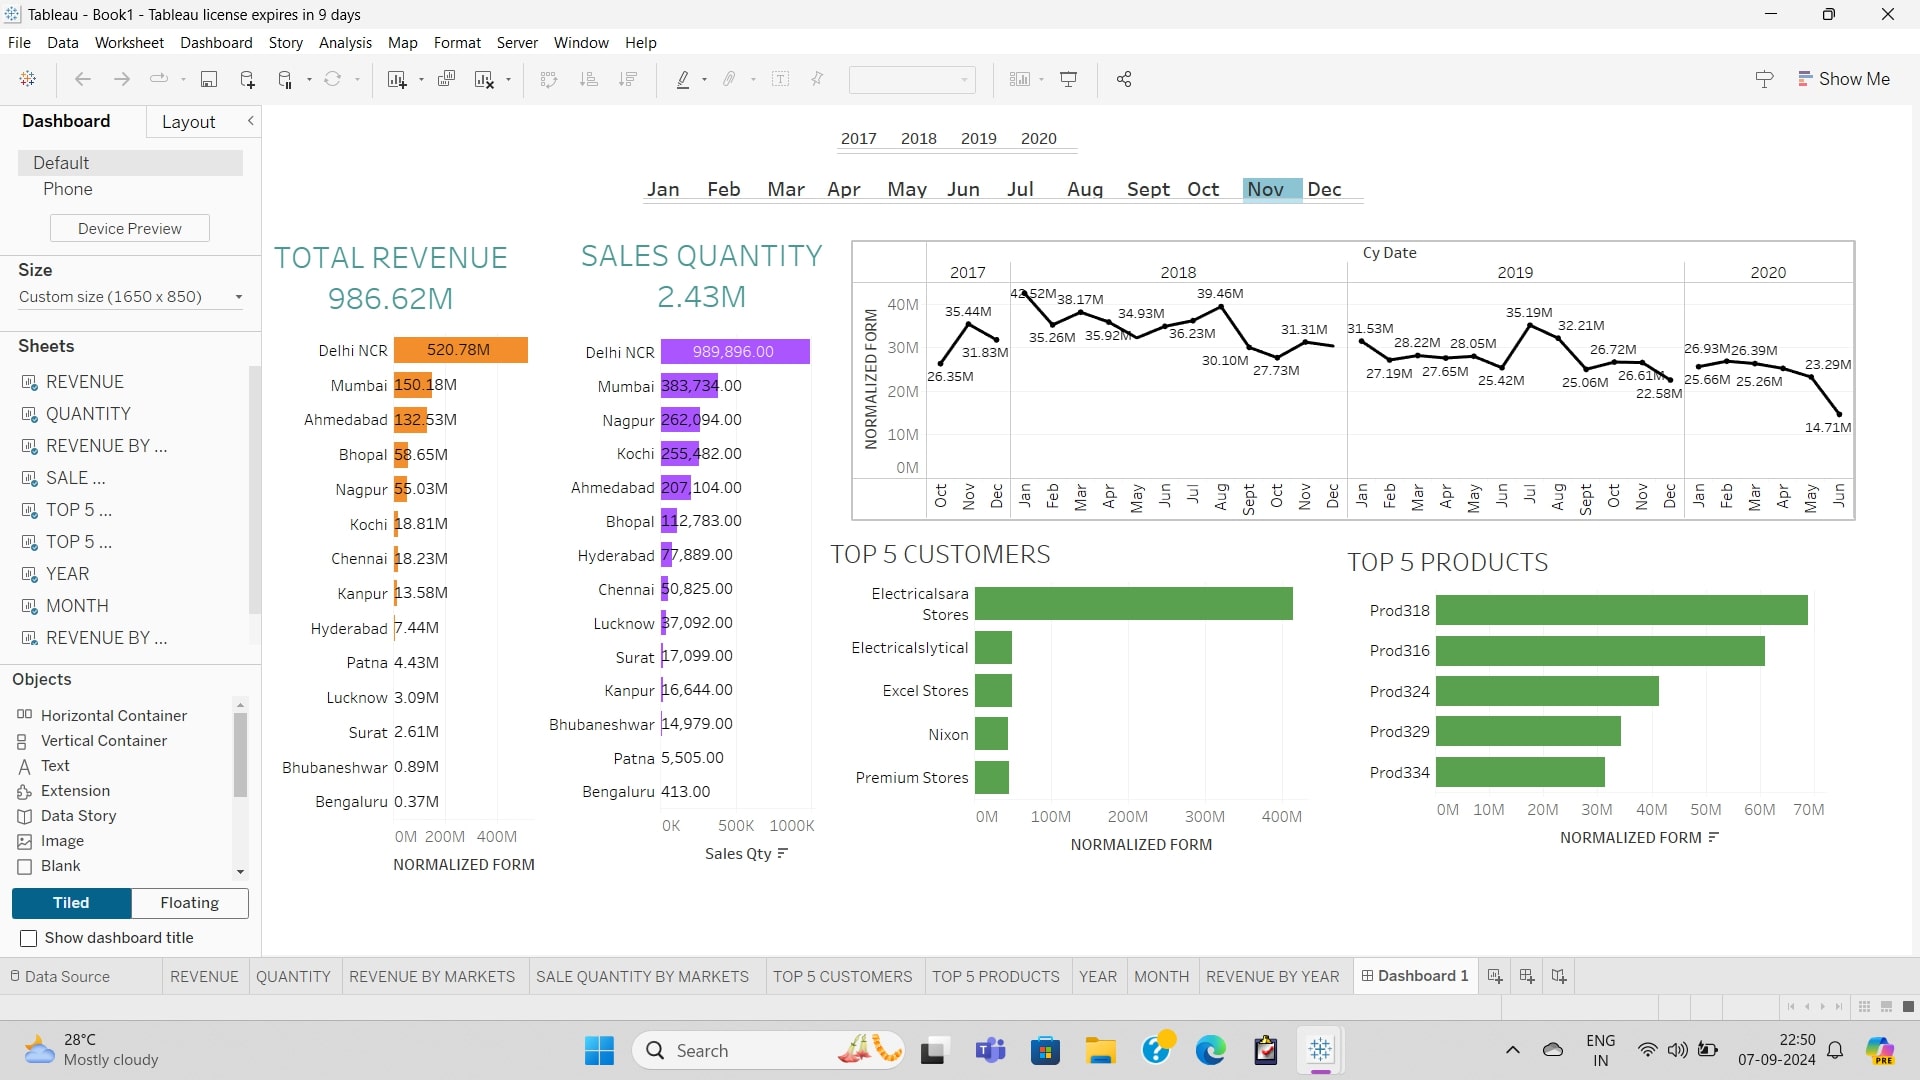 Tableau - Book1 - Tableau license expires in 9 days
File Data Worksheet Dashboard Story Analysis Map Format Server Window Help
Show Me
Dashboard Layout
Default
Phone
Device Preview
Size
Custom size (1650 x 850)
Sheets
REVENUE
QUANTITY
REVENUE BY ...
SALE ...
TOP 5 ...
TOP 5 ...
YEAR
MONTH
REVENUE BY ...
Objects
Horizontal Container
Vertical Container
Text
Extension
Data Story
Image
Blank
Tiled Floating
Show dashboard title
2017 2018 2019 2020
Jan Feb Mar Apr May Jun Jul Aug Sept Oct Nov Dec
TOTAL REVENUE
986.62M
Delhi NCR 520.78M
Mumbai 150.18M
Ahmedabad 132.53M
Bhopal 58.65M
Nagpur 55.03M
Kochi 18.81M
Chennai 18.23M
Kanpur 13.58M
Hyderabad 7.44M
Patna 4.43M
Lucknow 3.09M
Surat 2.61M
Bhubaneshwar 0.89M
Bengaluru 0.37M
0M 200M 400M
NORMALIZED FORM
SALES QUANTITY
2.43M
Delhi NCR 989,896.00
Mumbai 383,734.00
Nagpur 262,094.00
Kochi 255,482.00
Ahmedabad 207,104.00
Bhopal 112,783.00
Hyderabad 77,889.00
Chennai 50,825.00
Lucknow 37,092.00
Surat 17,099.00
Kanpur 16,644.00
Bhubaneshwar 14,979.00
Patna 5,505.00
Bengaluru 413.00
0K 500K 1000K
Sales Qty
Cy Date
2017 2018 2019 2020
NORMALIZED FORM
40M
30M
20M
10M
0M
26.35M 35.44M 31.83M
42.52M 35.26M 38.17M 35.92M 34.93M 36.23M 39.46M 30.10M 27.73M 31.31M
31.53M 27.19M 28.22M 27.65M 28.05M 25.42M 35.19M 32.21M 25.06M 26.72M 26.61M 22.58M
25.66M 26.93M 25.26M 26.39M 23.29M 14.71M
Oct Nov Dec Jan Feb Mar Apr May Jun Jul Aug Sept Oct Nov Dec Jan Feb Mar Apr May Jun Jul Aug Sept Oct Nov Dec Jan Feb Mar Apr May Jun
TOP 5 CUSTOMERS
Electricalsara
Stores
Electricalslytical
Excel Stores
Nixon
Premium Stores
0M 100M 200M 300M 400M
NORMALIZED FORM
TOP 5 PRODUCTS
Prod318
Prod316
Prod324
Prod329
Prod334
0M 10M 20M 30M 40M 50M 60M 70M
NORMALIZED FORM
Data Source REVENUE QUANTITY REVENUE BY MARKETS SALE QUANTITY BY MARKETS TOP 5 CUSTOMERS TOP 5 PRODUCTS YEAR MONTH REVENUE BY YEAR Dashboard 1
28°C
Mostly cloudy
Search
ENG
IN
22:50
07-09-2024
PRE